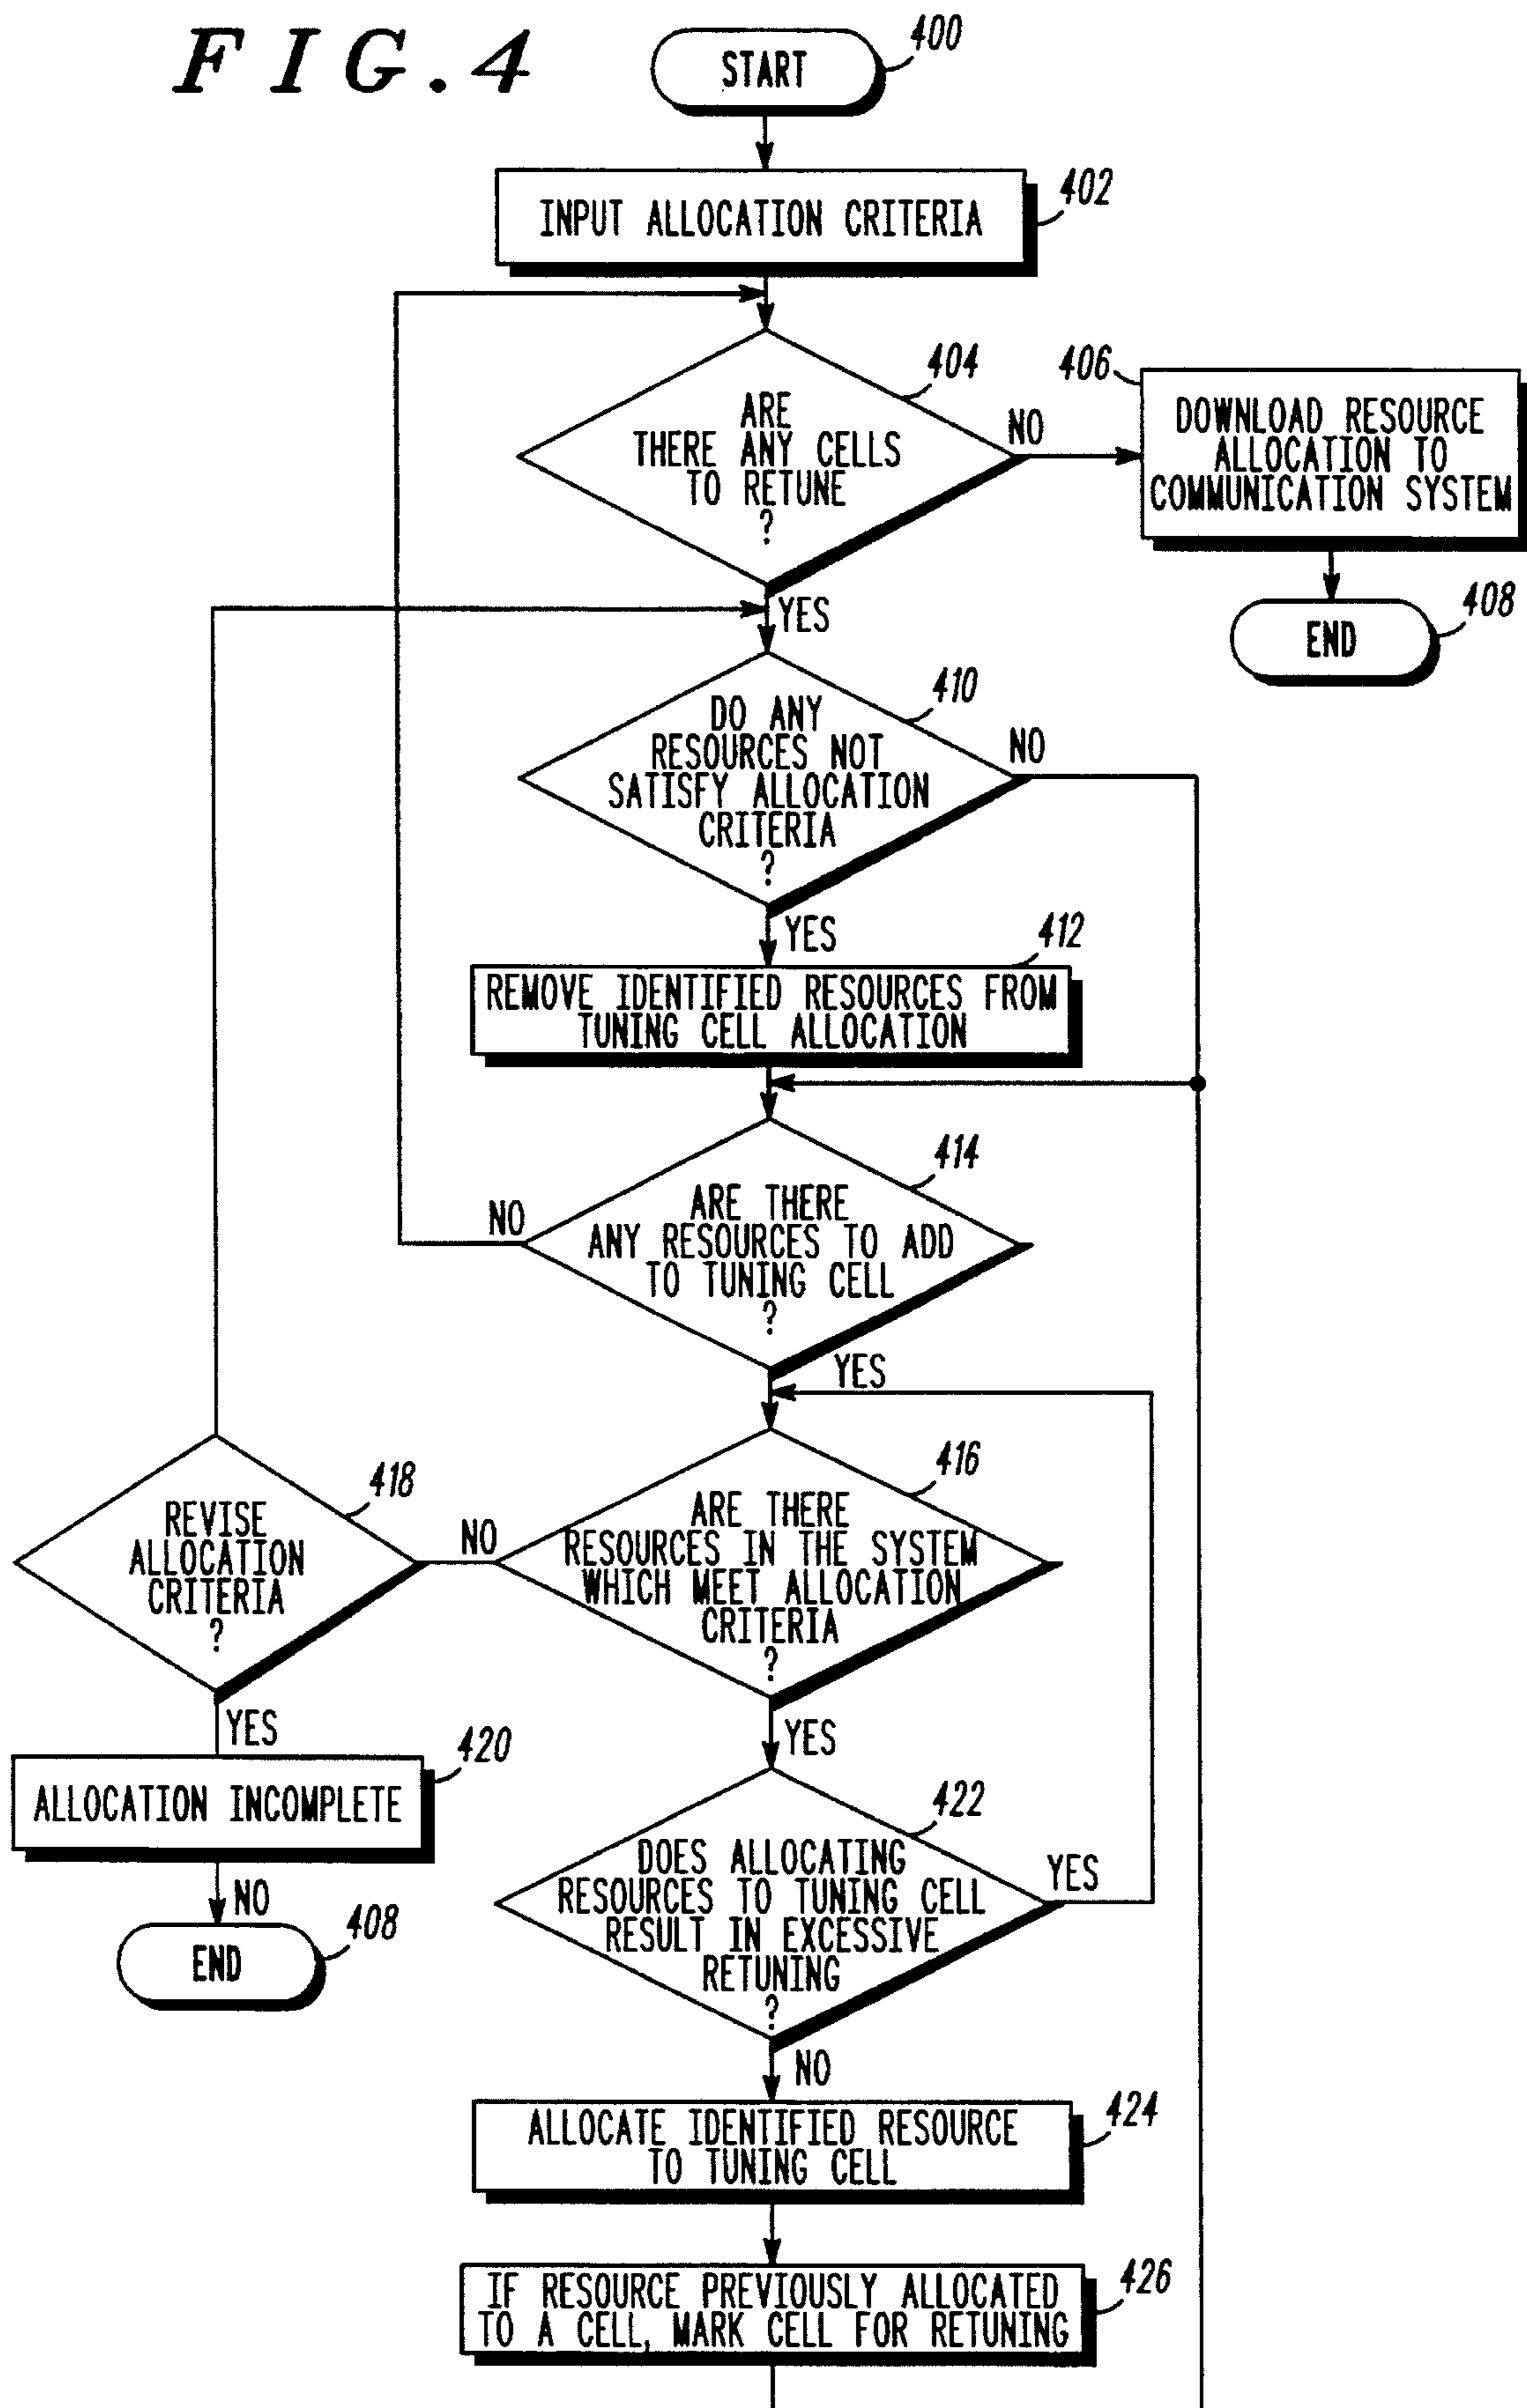 FIG.4
START
400
INPUT ALLOCATION CRITERIA
402
ARE
THERE ANY CELLS
TO RETUNE
?
404
NO
406
DOWNLOAD RESOURCE
ALLOCATION TO
COMMUNICATION SYSTEM
YES
END
408
DO ANY
RESOURCES NOT
SATISFY ALLOCATION
CRITERIA
?
410
NO
YES
412
REMOVE IDENTIFIED RESOURCES FROM
TUNING CELL ALLOCATION
ARE THERE
ANY RESOURCES TO ADD
TO TUNING CELL
?
414
NO
YES
ARE THERE
RESOURCES IN THE SYSTEM
WHICH MEET ALLOCATION
CRITERIA
?
416
NO
REVISE
ALLOCATION
CRITERIA
?
418
YES
ALLOCATION INCOMPLETE
420
NO
END
408
YES
DOES ALLOCATING
RESOURCES TO TUNING CELL
RESULT IN EXCESSIVE
RETUNING
?
422
YES
NO
ALLOCATE IDENTIFIED RESOURCE
TO TUNING CELL
424
IF RESOURCE PREVIOUSLY ALLOCATED
TO A CELL, MARK CELL FOR RETUNING
426